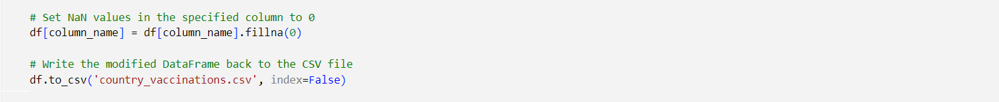 # Set NaN values in the specified column to 0
df[column_name] = df[column_name].fillna(0)
# Write the modified DataFrame back to the CSV file
df.to_csv('country_vaccinations.csv', index=False)